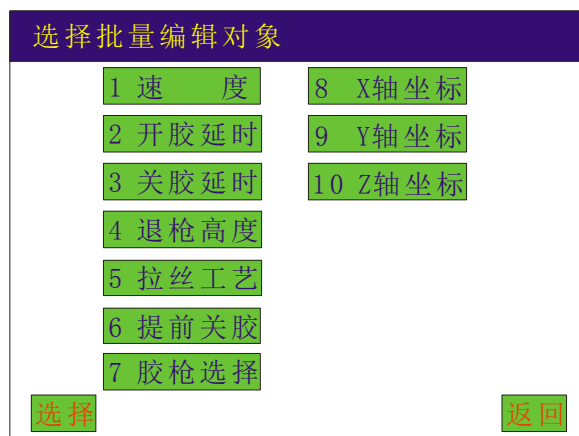 选择批量编辑对象
1 速 度
2 开胶延时
3 关胶延时
4 退枪高度
5 拉丝工艺
6 提前关胶
7 胶枪选择
8 X轴坐标
9 Y轴坐标
10 Z轴坐标
选择
返回